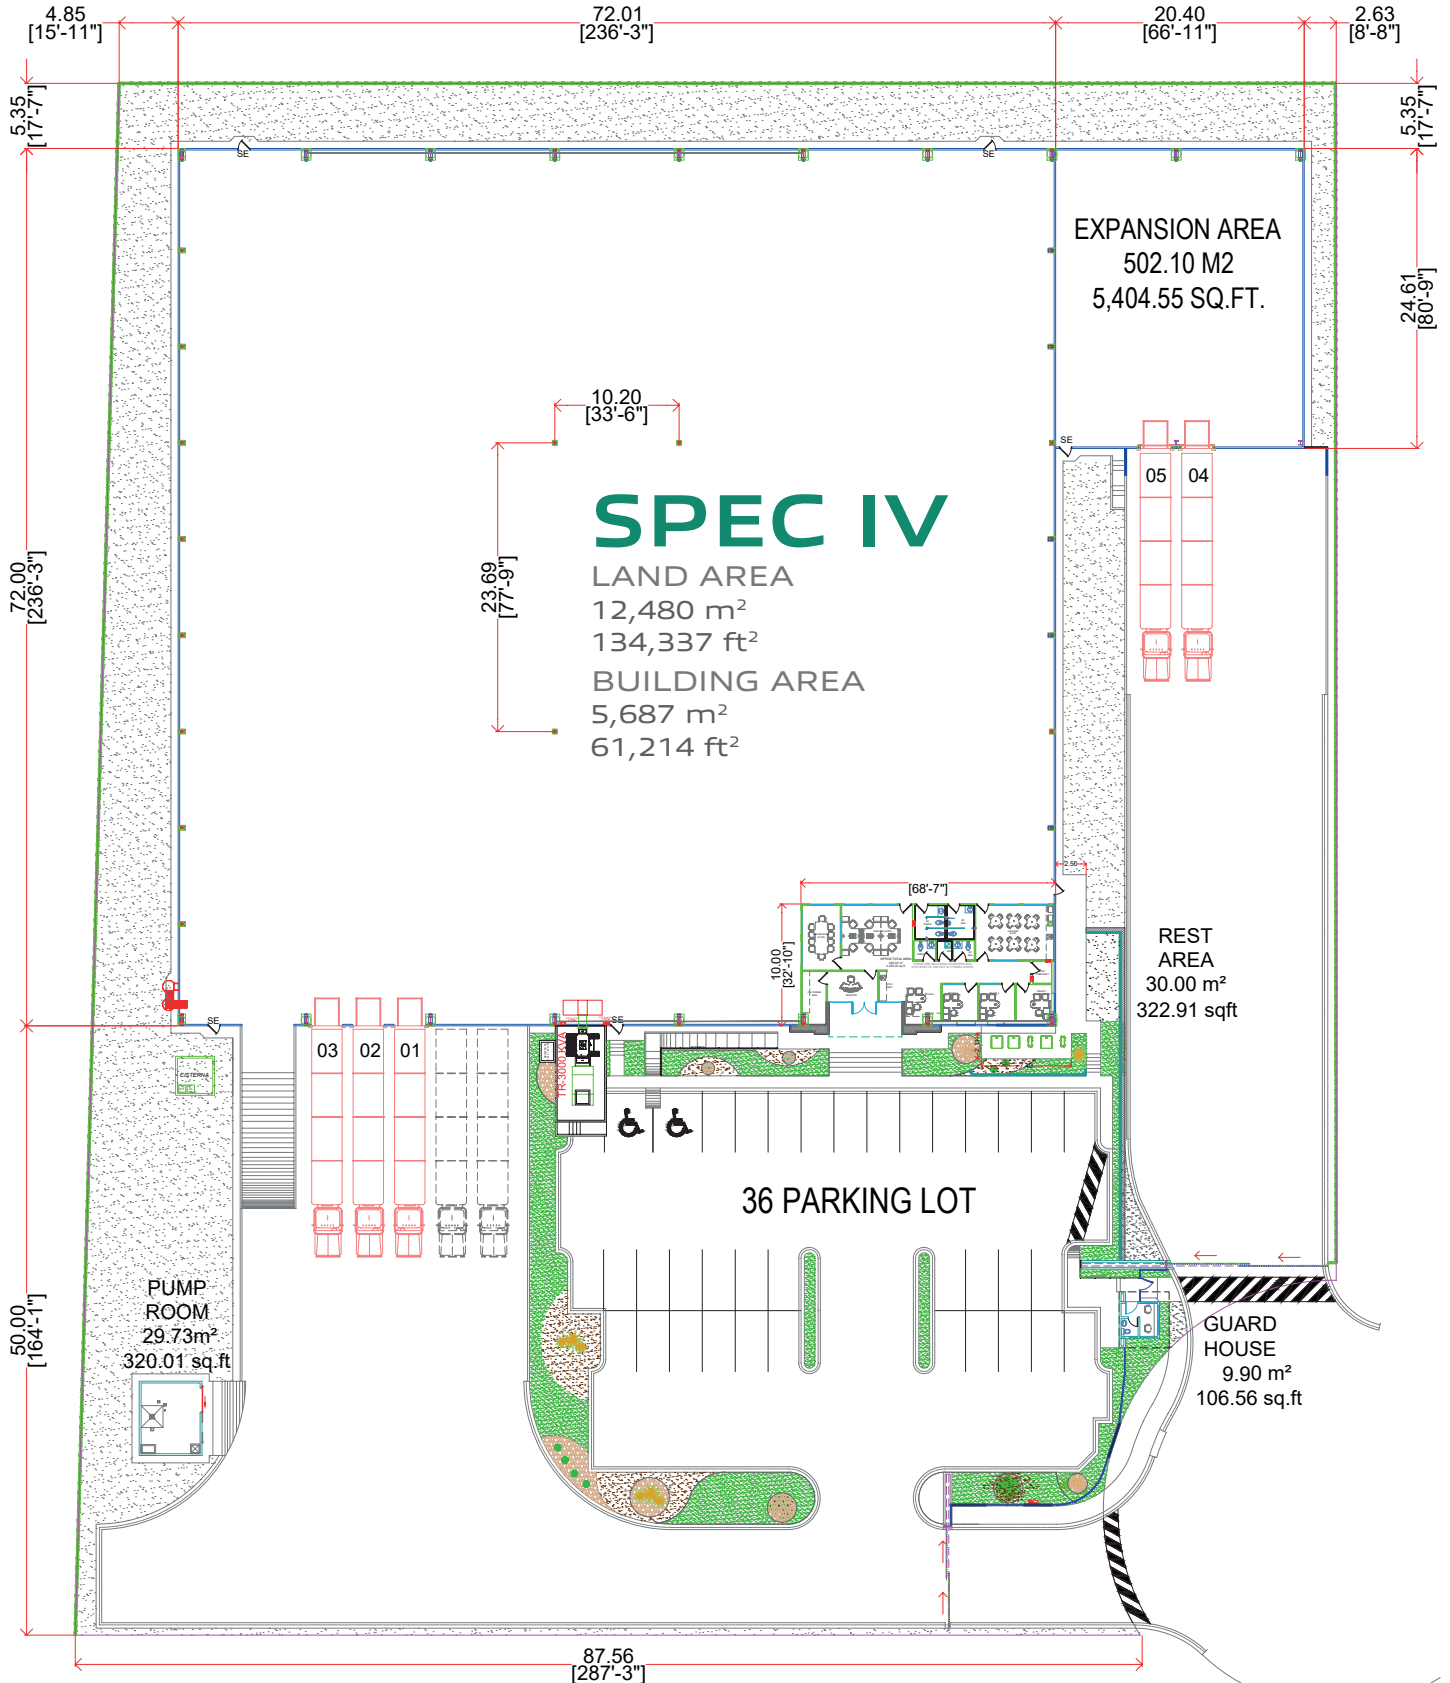 4.85
[15'-11"]
72.01
[236'-3"]
20.40
[66'-11"]
2.63
[8'-8"]
5.35
[17'-7"]
5.35
[17'-7"]
SE
SE
EXPANSION AREA
502.10 M2
5,404.55 SQ.FT.
24.61
[80'-9"]
10.20
[33'-6"]
SE
05
04
SPEC IV
LAND AREA
12,480 m²
134,337 ft²
BUILDING AREA
5,687 m²
61,214 ft²
23.69
[77'-9"]
72.00
[236'-3"]
2.50
[68'-7"]
10.00
[32'-10"]
REST
AREA
30.00 m²
322.91 sqft
SE
SE
03
02
01
TR-3000 KVA
CISTERNA
36 PARKING LOT
PUMP
ROOM
29.73m²
320.01 sq.ft
50.00
[164'-1"]
GUARD
HOUSE
9.90 m²
106.56 sq.ft
87.56
[287'-3"]